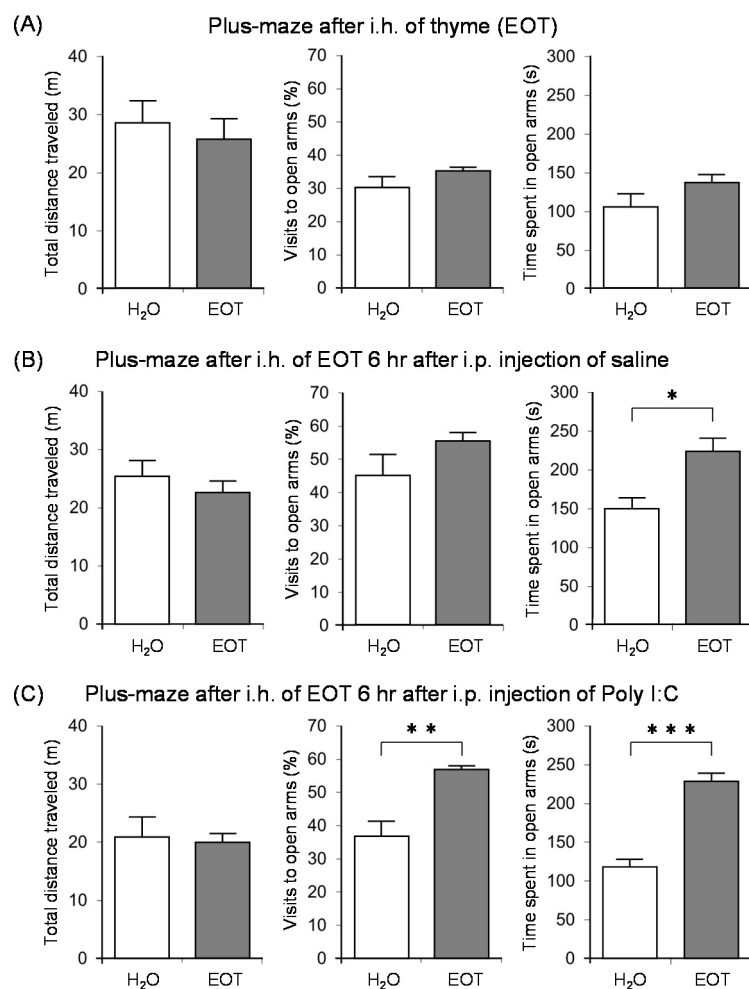 (A) Plus-maze after i.h. of thyme (EOT)
Total distance traveled (m)
40
30
20
10
0
H₂O EOT
Visits to open arms (%)
70
60
50
40
30
20
10
0
H₂O EOT
Time spent in open arms (s)
300
250
200
150
100
50
0
H₂O EOT
(B) Plus-maze after i.h. of EOT 6 hr after i.p. injection of saline
Total distance traveled (m)
40
30
20
10
0
H₂O EOT
Visits to open arms (%)
70
60
50
40
30
20
10
0
H₂O EOT
Time spent in open arms (s)
300
250
200
150
100
50
0
*
H₂O EOT
(C) Plus-maze after i.h. of EOT 6 hr after i.p. injection of Poly I:C
Total distance traveled (m)
40
30
20
10
0
H₂O EOT
Visits to open arms (%)
70
60
50
40
30
20
10
0
* *
H₂O EOT
Time spent in open arms (s)
300
250
200
150
100
50
0
* * *
H₂O EOT